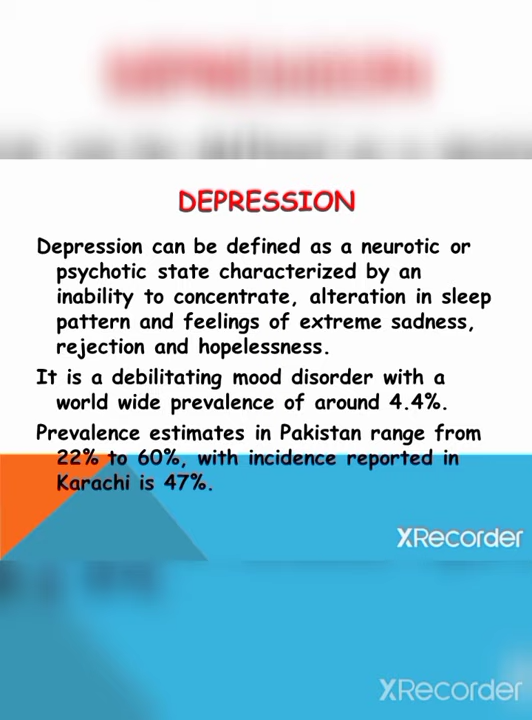 DEPRESSION
Depression can be defined as a neurotic or
psychotic state characterized by an
inability to concentrate, alteration in sleep
pattern and feelings of extreme sadness,
rejection and hopelessness.
It is a debilitating mood disorder with a
world wide prevalence of around 4.4%.
Prevalence estimates in Pakistan range from
22% to 60%, with incidence reported in
Karachi is 47%.
XRecorder
XRecorder